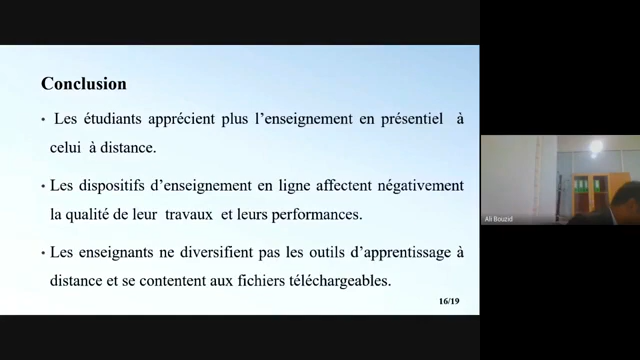 Conclusion
• Les étudiants apprécient plus l’enseignement en présentiel à
celui à distance.
• Les dispositifs d’enseignement en ligne affectent négativement
la qualité de leur travaux et leurs performances.
• Les enseignants ne diversifient pas les outils d’apprentissage à
distance et se contentent aux fichiers téléchargeables.
16/19
Ali Bouzid